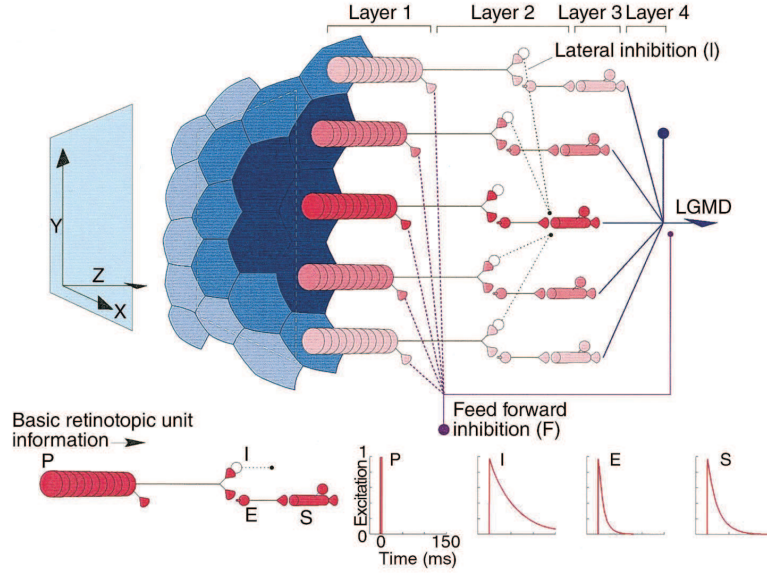 Layer 1 Layer 2 Layer 3 Layer 4
Lateral inhibition (I)
LGMD
Y
Z
X
Feed forward
inhibition (F)
Basic retinotopic unit
information
P
I
E
S
P
I
E
S
Excitation
1
0
0
150
Time (ms)